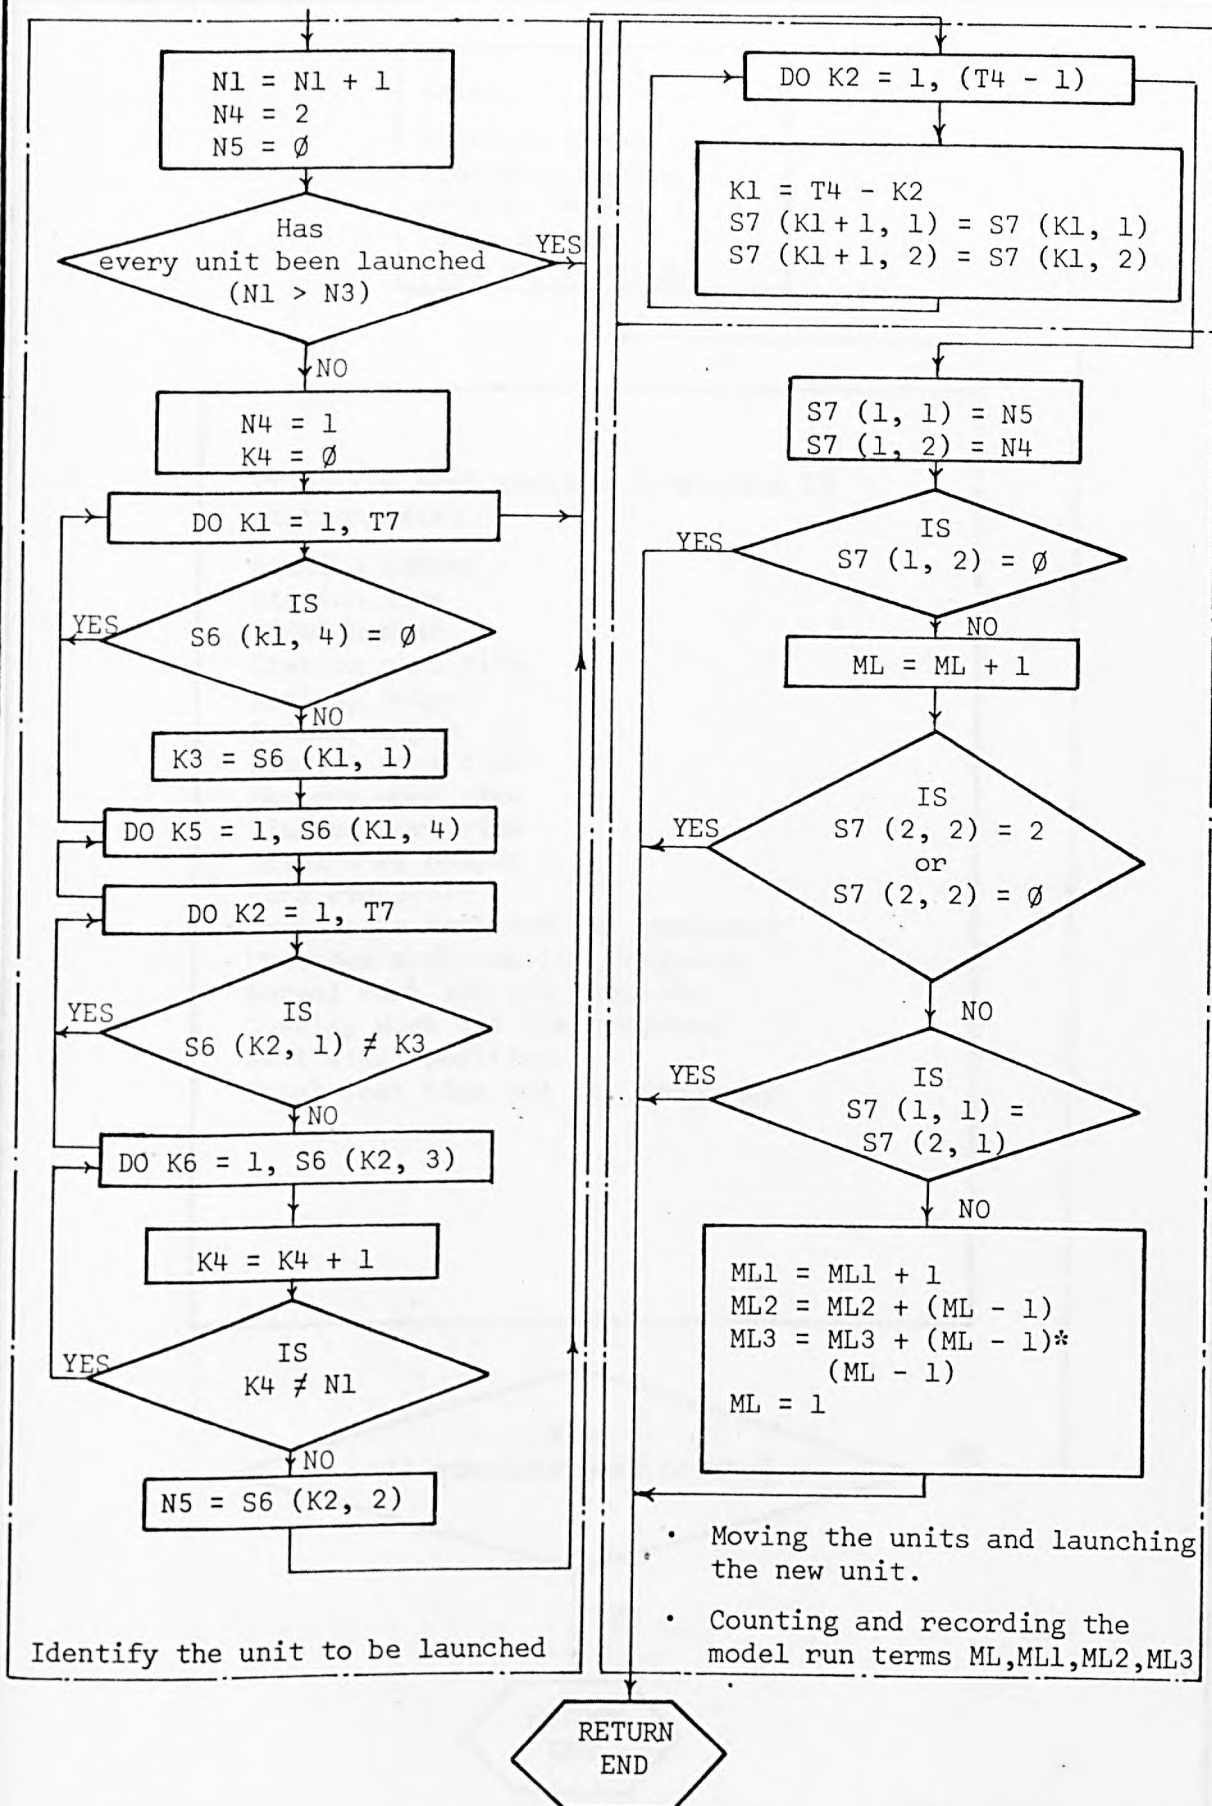 N1 = N1 + 1
N4 = 2
N5 = Ø
Has
every unit been launched
(N1 > N3)
YES
NO
N4 = 1
K4 = Ø
DO K1 = 1, T7
IS
S6 (k1, 4) = Ø
YES
NO
K3 = S6 (K1, 1)
DO K5 = 1, S6 (K1, 4)
DO K2 = 1, T7
IS
S6 (K2, 1) ≠ K3
YES
NO
DO K6 = 1, S6 (K2, 3)
K4 = K4 + 1
IS
K4 ≠ N1
YES
NO
N5 = S6 (K2, 2)
Identify the unit to be launched
DO K2 = 1, (T4 - 1)
K1 = T4 - K2
S7 (K1+1, 1) = S7 (K1, 1)
S7 (K1+1, 2) = S7 (K1, 2)
S7 (1, 1) = N5
S7 (1, 2) = N4
IS
S7 (1, 2) = Ø
YES
NO
ML = ML + 1
IS
S7 (2, 2) = 2
or
S7 (2, 2) = Ø
YES
NO
IS
S7 (1, 1) =
S7 (2, 1)
YES
NO
ML1 = ML1 + 1
ML2 = ML2 + (ML - 1)
ML3 = ML3 + (ML - 1)*
(ML - 1)
ML = 1
• Moving the units and launching
the new unit.
• Counting and recording the
model run terms ML,ML1,ML2,ML3
RETURN
END